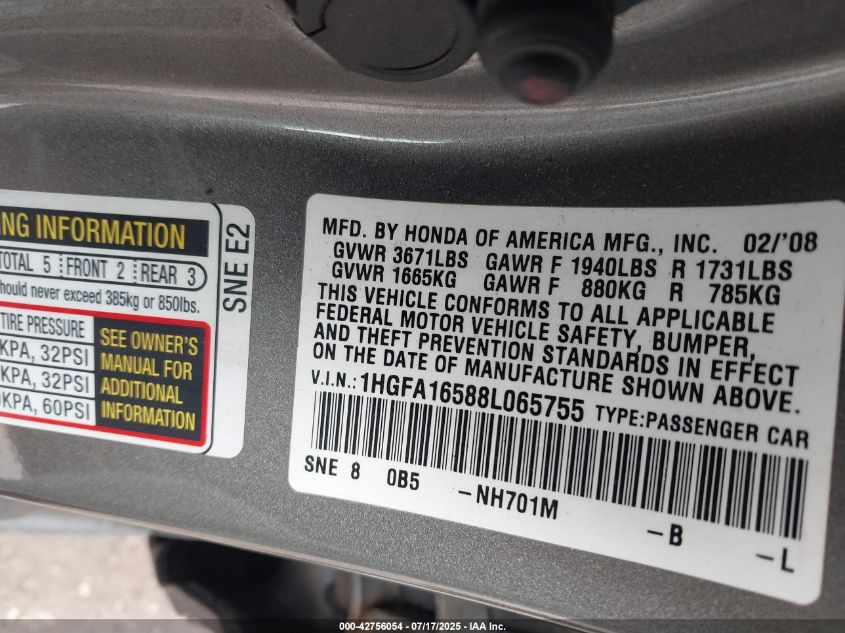 NG INFORMATION
TOTAL 5 FRONT 2 REAR 3
hould never exceed 385kg or 850lbs.
TIRE PRESSURE
KPA, 32PSI
KPA, 32PSI
KPA, 60PSI
SEE OWNER'S
MANUAL FOR
ADDITIONAL
INFORMATION
SNE E2
MFD. BY HONDA OF AMERICA MFG., INC. 02/'08
GVWR 3671LBS GAWR F 1940LBS R 1731LBS
GVWR 1665KG GAWR F 880KG R 785KG
THIS VEHICLE CONFORMS TO ALL APPLICABLE
FEDERAL MOTOR VEHICLE SAFETY, BUMPER,
AND THEFT PREVENTION STANDARDS IN EFFECT
ON THE DATE OF MANUFACTURE SHOWN ABOVE.
V.I.N.: 1HGFA16588L065755 TYPE:PASSENGER CAR
SNE 8 0B5 -NH701M -B -L
000-42756054 - 07/17/2025 - IAA Inc.